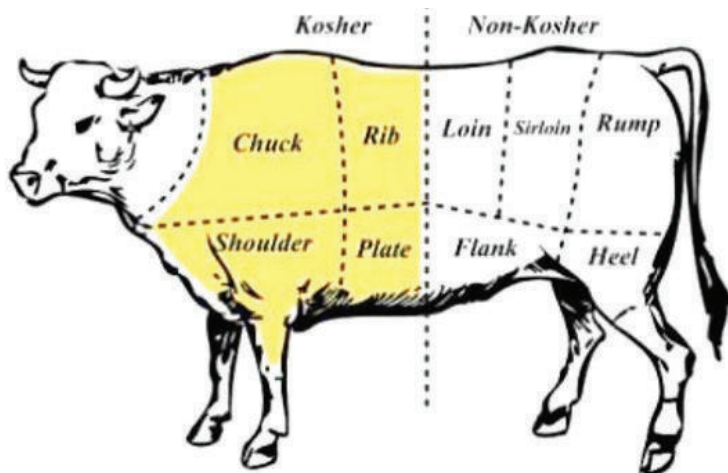 Kosher
Non-Kosher
Chuck
Rib
Loin
Sirloin
Rump
Shoulder
Plate
Flank
Heel